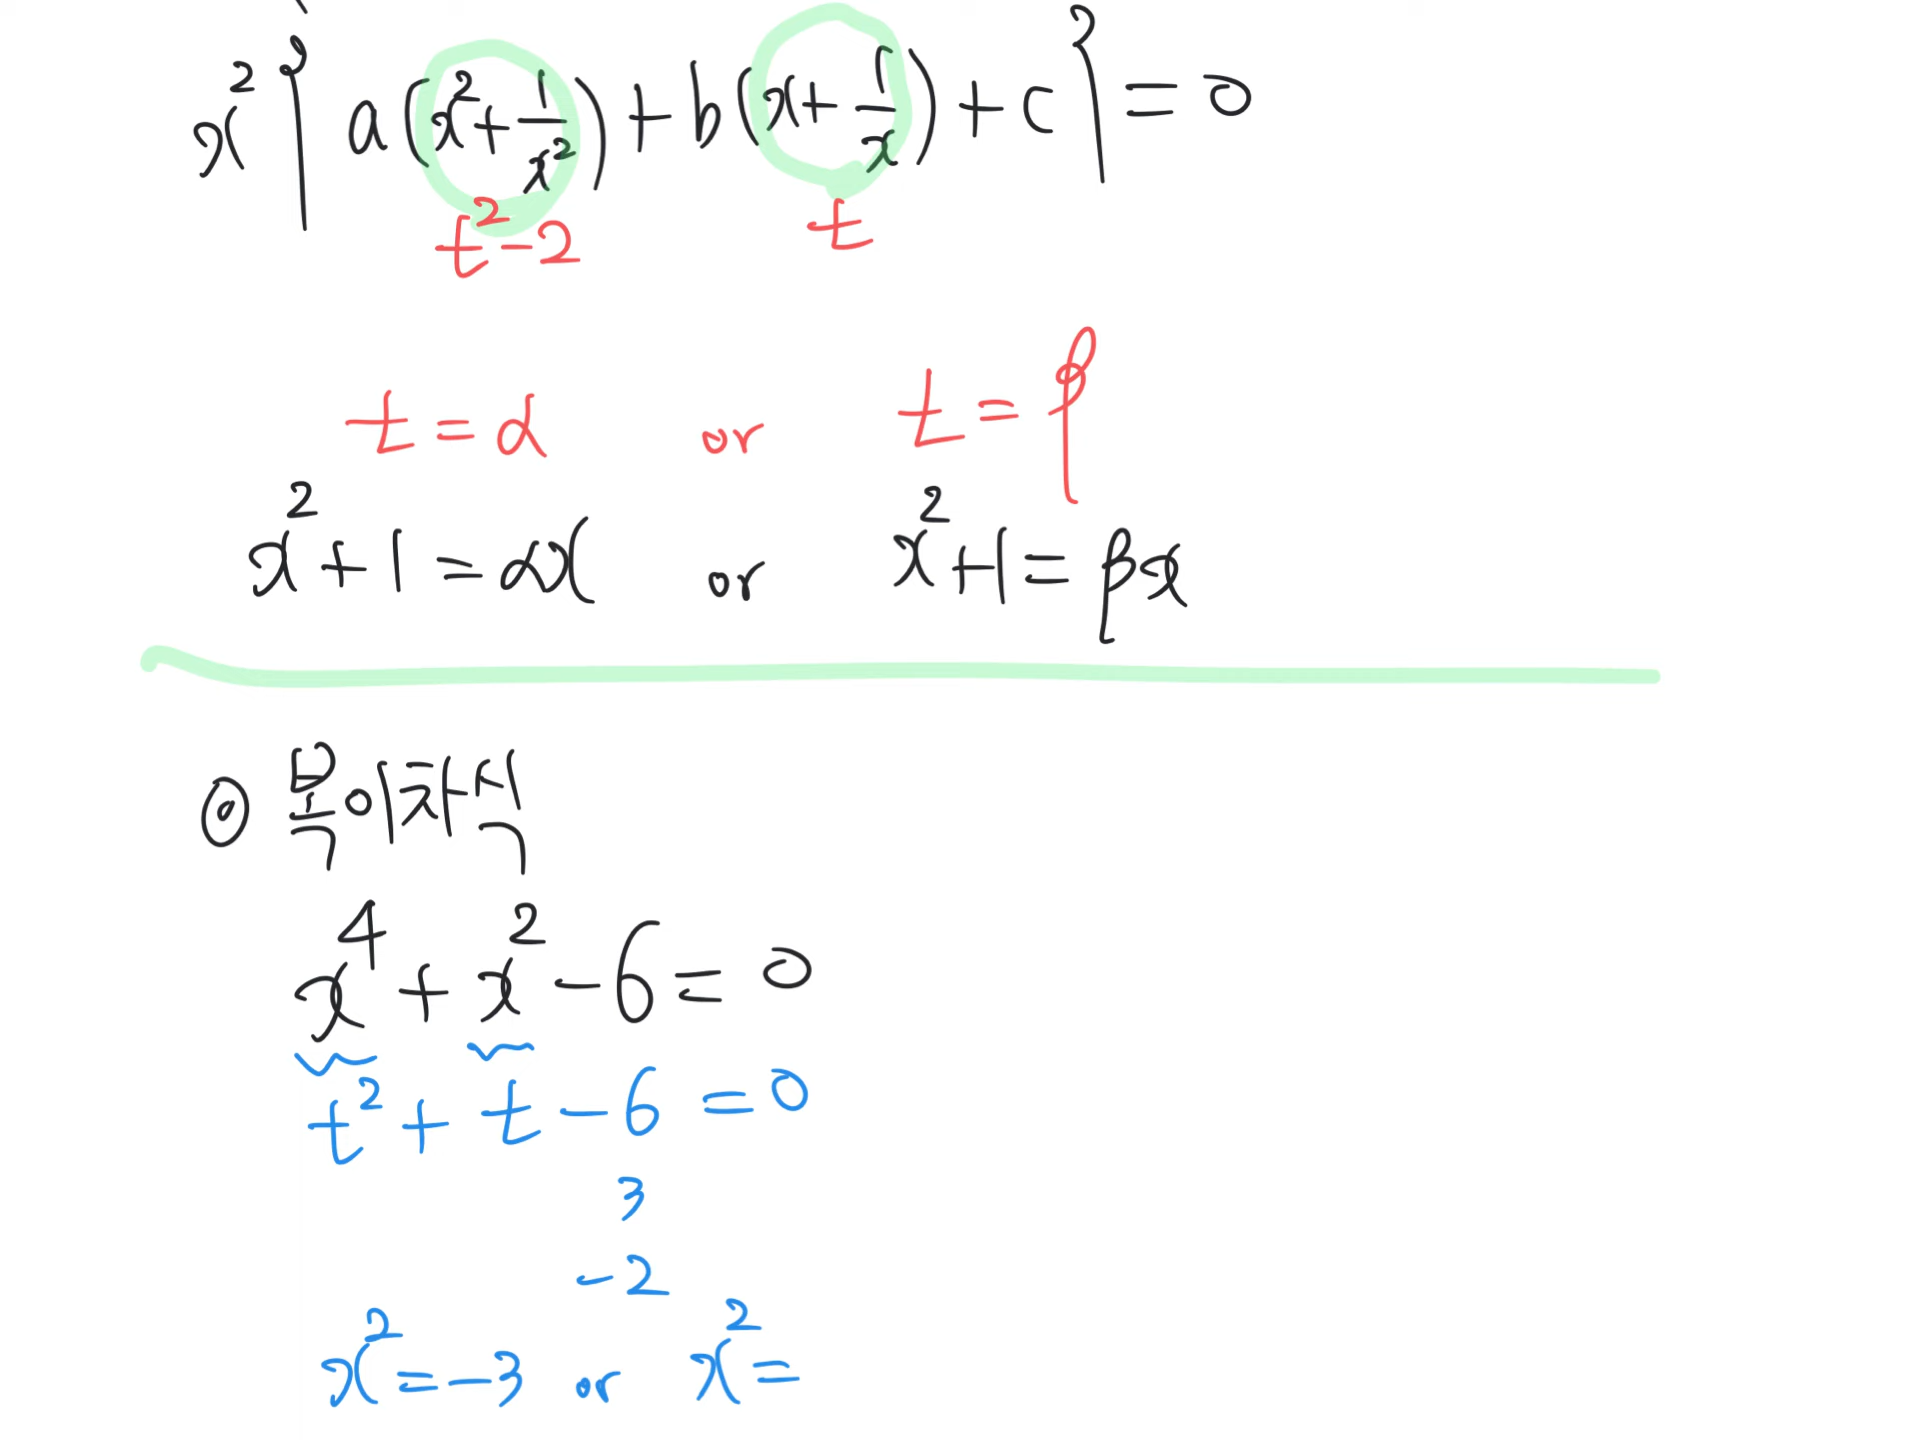 x² { a(x² + 1/x²) + b(x + 1/x) + c } = 0
t² - 2 t
t = α or t = β
x² + 1 = αx or x² + 1 = βx
◎ 복이차식
x⁴ + x² - 6 = 0
t² + t - 6 = 0
3
-2
x² = -3 or x² =